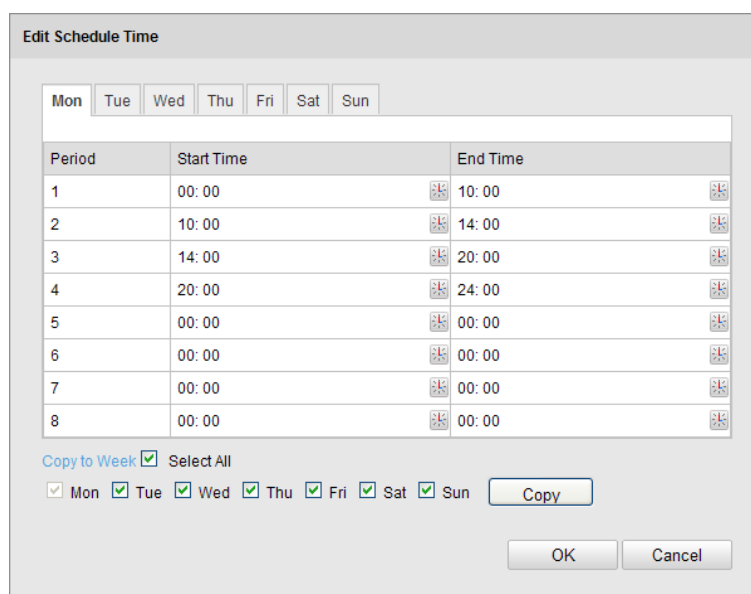 Edit Schedule Time
Mon Tue Wed Thu Fri Sat Sun
Period Start Time End Time
1 00: 00 10: 00
2 10: 00 14: 00
3 14: 00 20: 00
4 20: 00 24: 00
5 00: 00 00: 00
6 00: 00 00: 00
7 00: 00 00: 00
8 00: 00 00: 00
Copy to Week Select All
Mon Tue Wed Thu Fri Sat Sun Copy
OK Cancel